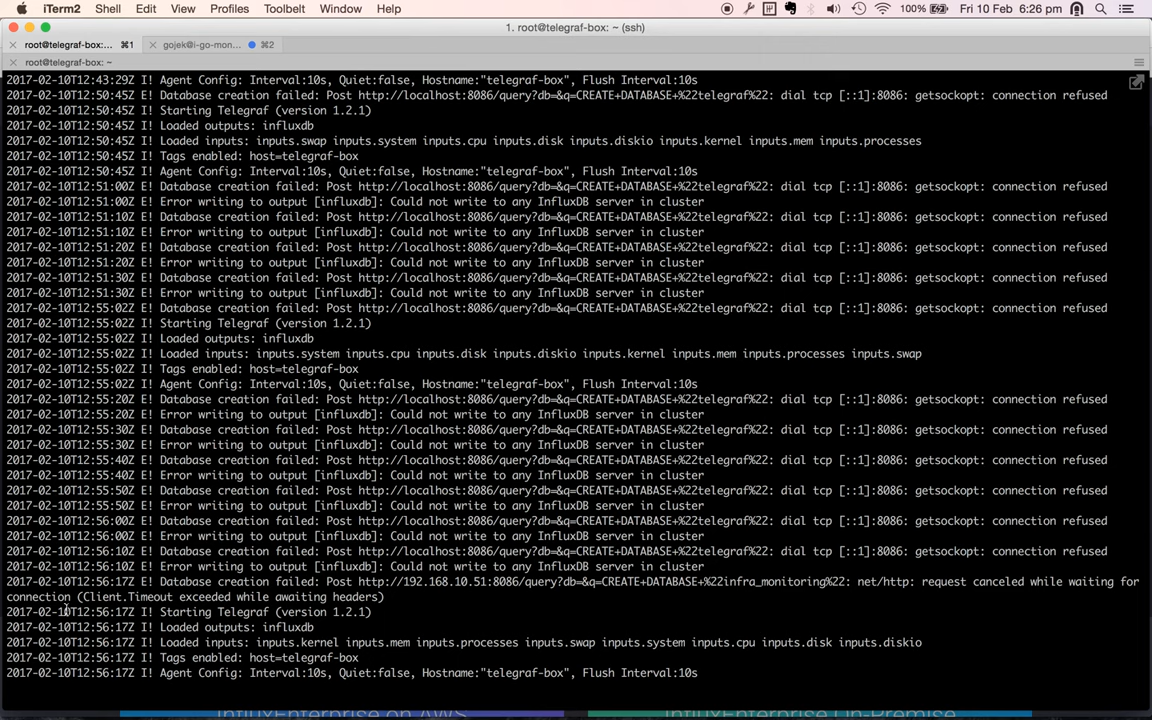 iTerm2 Shell Edit View Profiles Toolbelt Window Help 100% Fri 10 Feb 6:26 pm
1. root@telegraf-box: ~ (ssh)
root@telegraf-box:... ⌘1 gojek@i-go-mon... ⌘2
root@telegraf-box: ~
2017-02-10T12:43:29Z I! Agent Config: Interval:10s, Quiet:false, Hostname:"telegraf-box", Flush Interval:10s
2017-02-10T12:50:45Z E! Database creation failed: Post http://localhost:8086/query?db=&q=CREATE+DATABASE+%22telegraf%22: dial tcp [::1]:8086: getsockopt: connection refused
2017-02-10T12:50:45Z I! Starting Telegraf (version 1.2.1)
2017-02-10T12:50:45Z I! Loaded outputs: influxdb
2017-02-10T12:50:45Z I! Loaded inputs: inputs.swap inputs.system inputs.cpu inputs.disk inputs.diskio inputs.kernel inputs.mem inputs.processes
2017-02-10T12:50:45Z I! Tags enabled: host=telegraf-box
2017-02-10T12:50:45Z I! Agent Config: Interval:10s, Quiet:false, Hostname:"telegraf-box", Flush Interval:10s
2017-02-10T12:51:00Z E! Database creation failed: Post http://localhost:8086/query?db=&q=CREATE+DATABASE+%22telegraf%22: dial tcp [::1]:8086: getsockopt: connection refused
2017-02-10T12:51:00Z E! Error writing to output [influxdb]: Could not write to any InfluxDB server in cluster
2017-02-10T12:51:10Z E! Database creation failed: Post http://localhost:8086/query?db=&q=CREATE+DATABASE+%22telegraf%22: dial tcp [::1]:8086: getsockopt: connection refused
2017-02-10T12:51:10Z E! Error writing to output [influxdb]: Could not write to any InfluxDB server in cluster
2017-02-10T12:51:20Z E! Database creation failed: Post http://localhost:8086/query?db=&q=CREATE+DATABASE+%22telegraf%22: dial tcp [::1]:8086: getsockopt: connection refused
2017-02-10T12:51:20Z E! Error writing to output [influxdb]: Could not write to any InfluxDB server in cluster
2017-02-10T12:51:30Z E! Database creation failed: Post http://localhost:8086/query?db=&q=CREATE+DATABASE+%22telegraf%22: dial tcp [::1]:8086: getsockopt: connection refused
2017-02-10T12:51:30Z E! Error writing to output [influxdb]: Could not write to any InfluxDB server in cluster
2017-02-10T12:55:02Z E! Database creation failed: Post http://localhost:8086/query?db=&q=CREATE+DATABASE+%22telegraf%22: dial tcp [::1]:8086: getsockopt: connection refused
2017-02-10T12:55:02Z I! Starting Telegraf (version 1.2.1)
2017-02-10T12:55:02Z I! Loaded outputs: influxdb
2017-02-10T12:55:02Z I! Loaded inputs: inputs.system inputs.cpu inputs.disk inputs.diskio inputs.kernel inputs.mem inputs.processes inputs.swap
2017-02-10T12:55:02Z I! Tags enabled: host=telegraf-box
2017-02-10T12:55:02Z I! Agent Config: Interval:10s, Quiet:false, Hostname:"telegraf-box", Flush Interval:10s
2017-02-10T12:55:20Z E! Database creation failed: Post http://localhost:8086/query?db=&q=CREATE+DATABASE+%22telegraf%22: dial tcp [::1]:8086: getsockopt: connection refused
2017-02-10T12:55:20Z E! Error writing to output [influxdb]: Could not write to any InfluxDB server in cluster
2017-02-10T12:55:30Z E! Database creation failed: Post http://localhost:8086/query?db=&q=CREATE+DATABASE+%22telegraf%22: dial tcp [::1]:8086: getsockopt: connection refused
2017-02-10T12:55:30Z E! Error writing to output [influxdb]: Could not write to any InfluxDB server in cluster
2017-02-10T12:55:40Z E! Database creation failed: Post http://localhost:8086/query?db=&q=CREATE+DATABASE+%22telegraf%22: dial tcp [::1]:8086: getsockopt: connection refused
2017-02-10T12:55:40Z E! Error writing to output [influxdb]: Could not write to any InfluxDB server in cluster
2017-02-10T12:55:50Z E! Database creation failed: Post http://localhost:8086/query?db=&q=CREATE+DATABASE+%22telegraf%22: dial tcp [::1]:8086: getsockopt: connection refused
2017-02-10T12:55:50Z E! Error writing to output [influxdb]: Could not write to any InfluxDB server in cluster
2017-02-10T12:56:00Z E! Database creation failed: Post http://localhost:8086/query?db=&q=CREATE+DATABASE+%22telegraf%22: dial tcp [::1]:8086: getsockopt: connection refused
2017-02-10T12:56:00Z E! Error writing to output [influxdb]: Could not write to any InfluxDB server in cluster
2017-02-10T12:56:10Z E! Database creation failed: Post http://localhost:8086/query?db=&q=CREATE+DATABASE+%22telegraf%22: dial tcp [::1]:8086: getsockopt: connection refused
2017-02-10T12:56:10Z E! Error writing to output [influxdb]: Could not write to any InfluxDB server in cluster
2017-02-10T12:56:17Z E! Database creation failed: Post http://192.168.10.51:8086/query?db=&q=CREATE+DATABASE+%22infra_monitoring%22: net/http: request canceled while waiting for
connection (Client.Timeout exceeded while awaiting headers)
2017-02-10T12:56:17Z I! Starting Telegraf (version 1.2.1)
2017-02-10T12:56:17Z I! Loaded outputs: influxdb
2017-02-10T12:56:17Z I! Loaded inputs: inputs.kernel inputs.mem inputs.processes inputs.swap inputs.system inputs.cpu inputs.disk inputs.diskio
2017-02-10T12:56:17Z I! Tags enabled: host=telegraf-box
2017-02-10T12:56:17Z I! Agent Config: Interval:10s, Quiet:false, Hostname:"telegraf-box", Flush Interval:10s
InfluxEnterprise on AWS InfluxEnterprise On-Premise